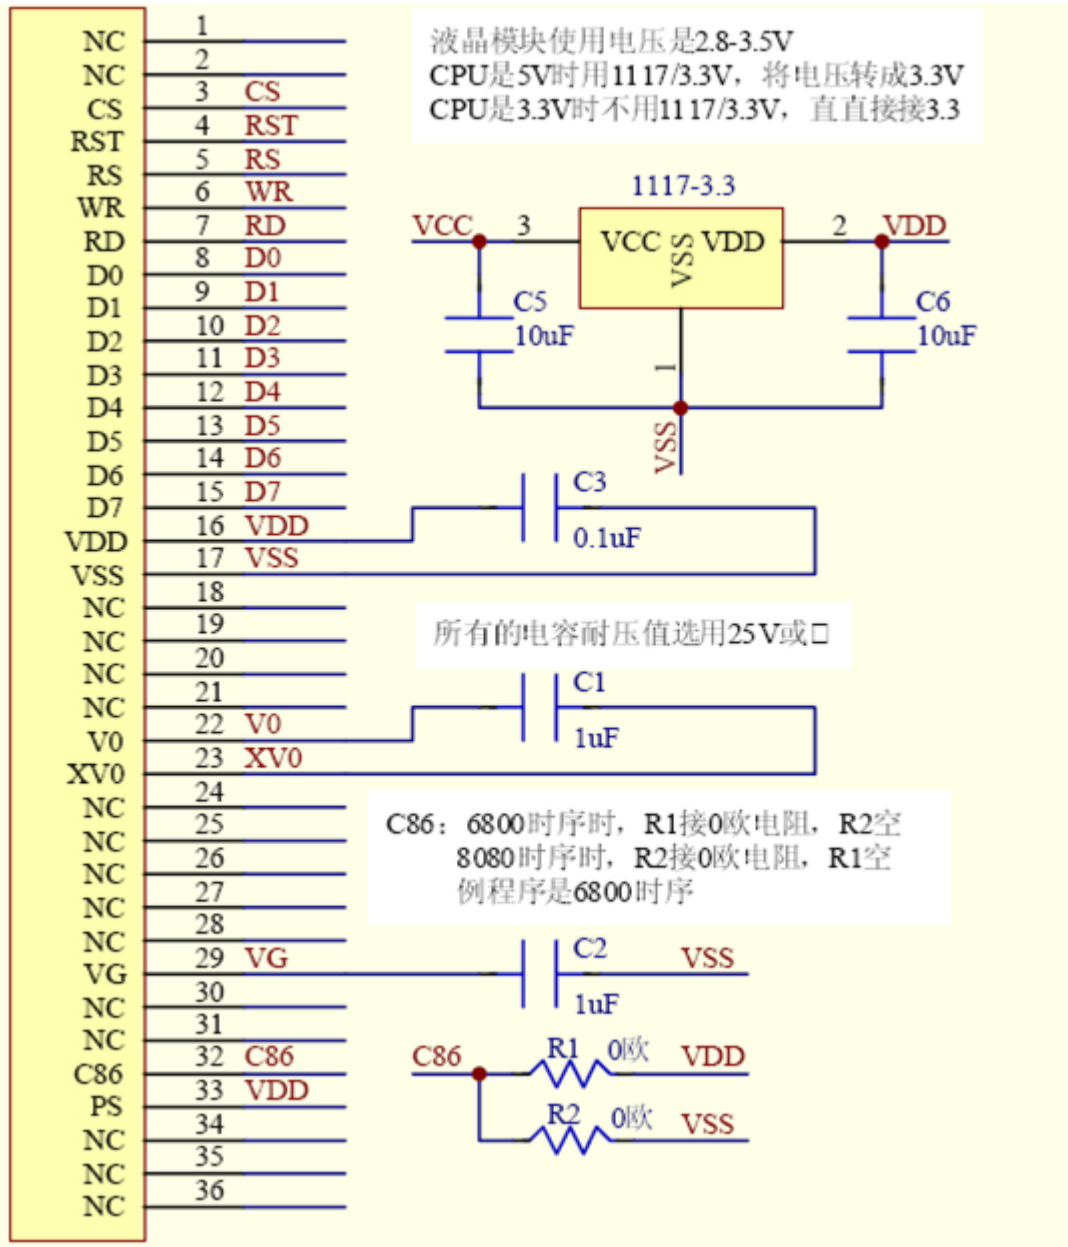 NC 1
NC 2
CS 3 CS
RST 4 RST
RS 5 RS
WR 6 WR
RD 7 RD
D0 8 D0
D1 9 D1
D2 10 D2
D3 11 D3
D4 12 D4
D5 13 D5
D6 14 D6
D7 15 D7
VDD 16 VDD
VSS 17 VSS
NC 18
NC 19
NC 20
NC 21
V0 22 V0
XV0 23 XV0
NC 24
NC 25
NC 26
NC 27
NC 28
VG 29 VG
NC 30
NC 31
C86 32 C86
PS 33 VDD
NC 34
NC 35
NC 36
液晶模块使用电压是2.8-3.5V
CPU是5V时用1117/3.3V，将电压转成3.3V
CPU是3.3V时不用1117/3.3V，直直接接3.3
1117-3.3
VCC 3 VCC VSS VDD 2 VDD
C5
10uF
C6
10uF
1
VSS
C3
0.1uF
所有的电容耐压值选用25V或□
C1
1uF
C86：6800时序时，R1接0欧电阻，R2空
8080时序时，R2接0欧电阻，R1空
例程序是6800时序
C2 VSS
1uF
C86 R1 0欧 VDD
R2 0欧 VSS